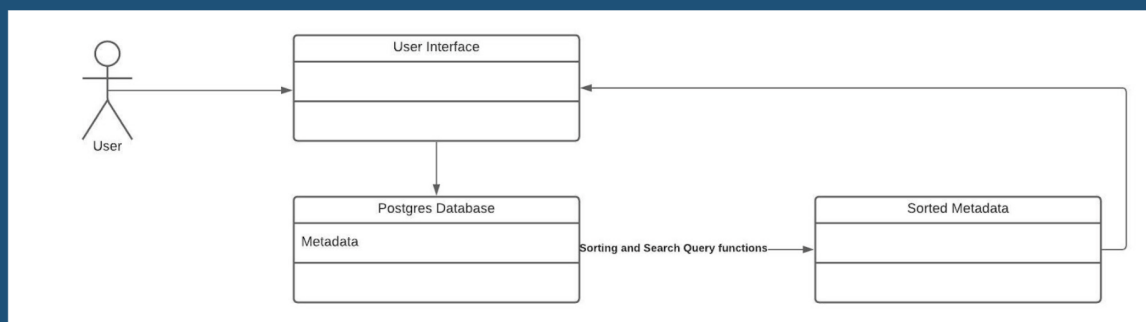 User Interface
User
Postgres Database
Metadata
Sorting and Search Query functions
Sorted Metadata